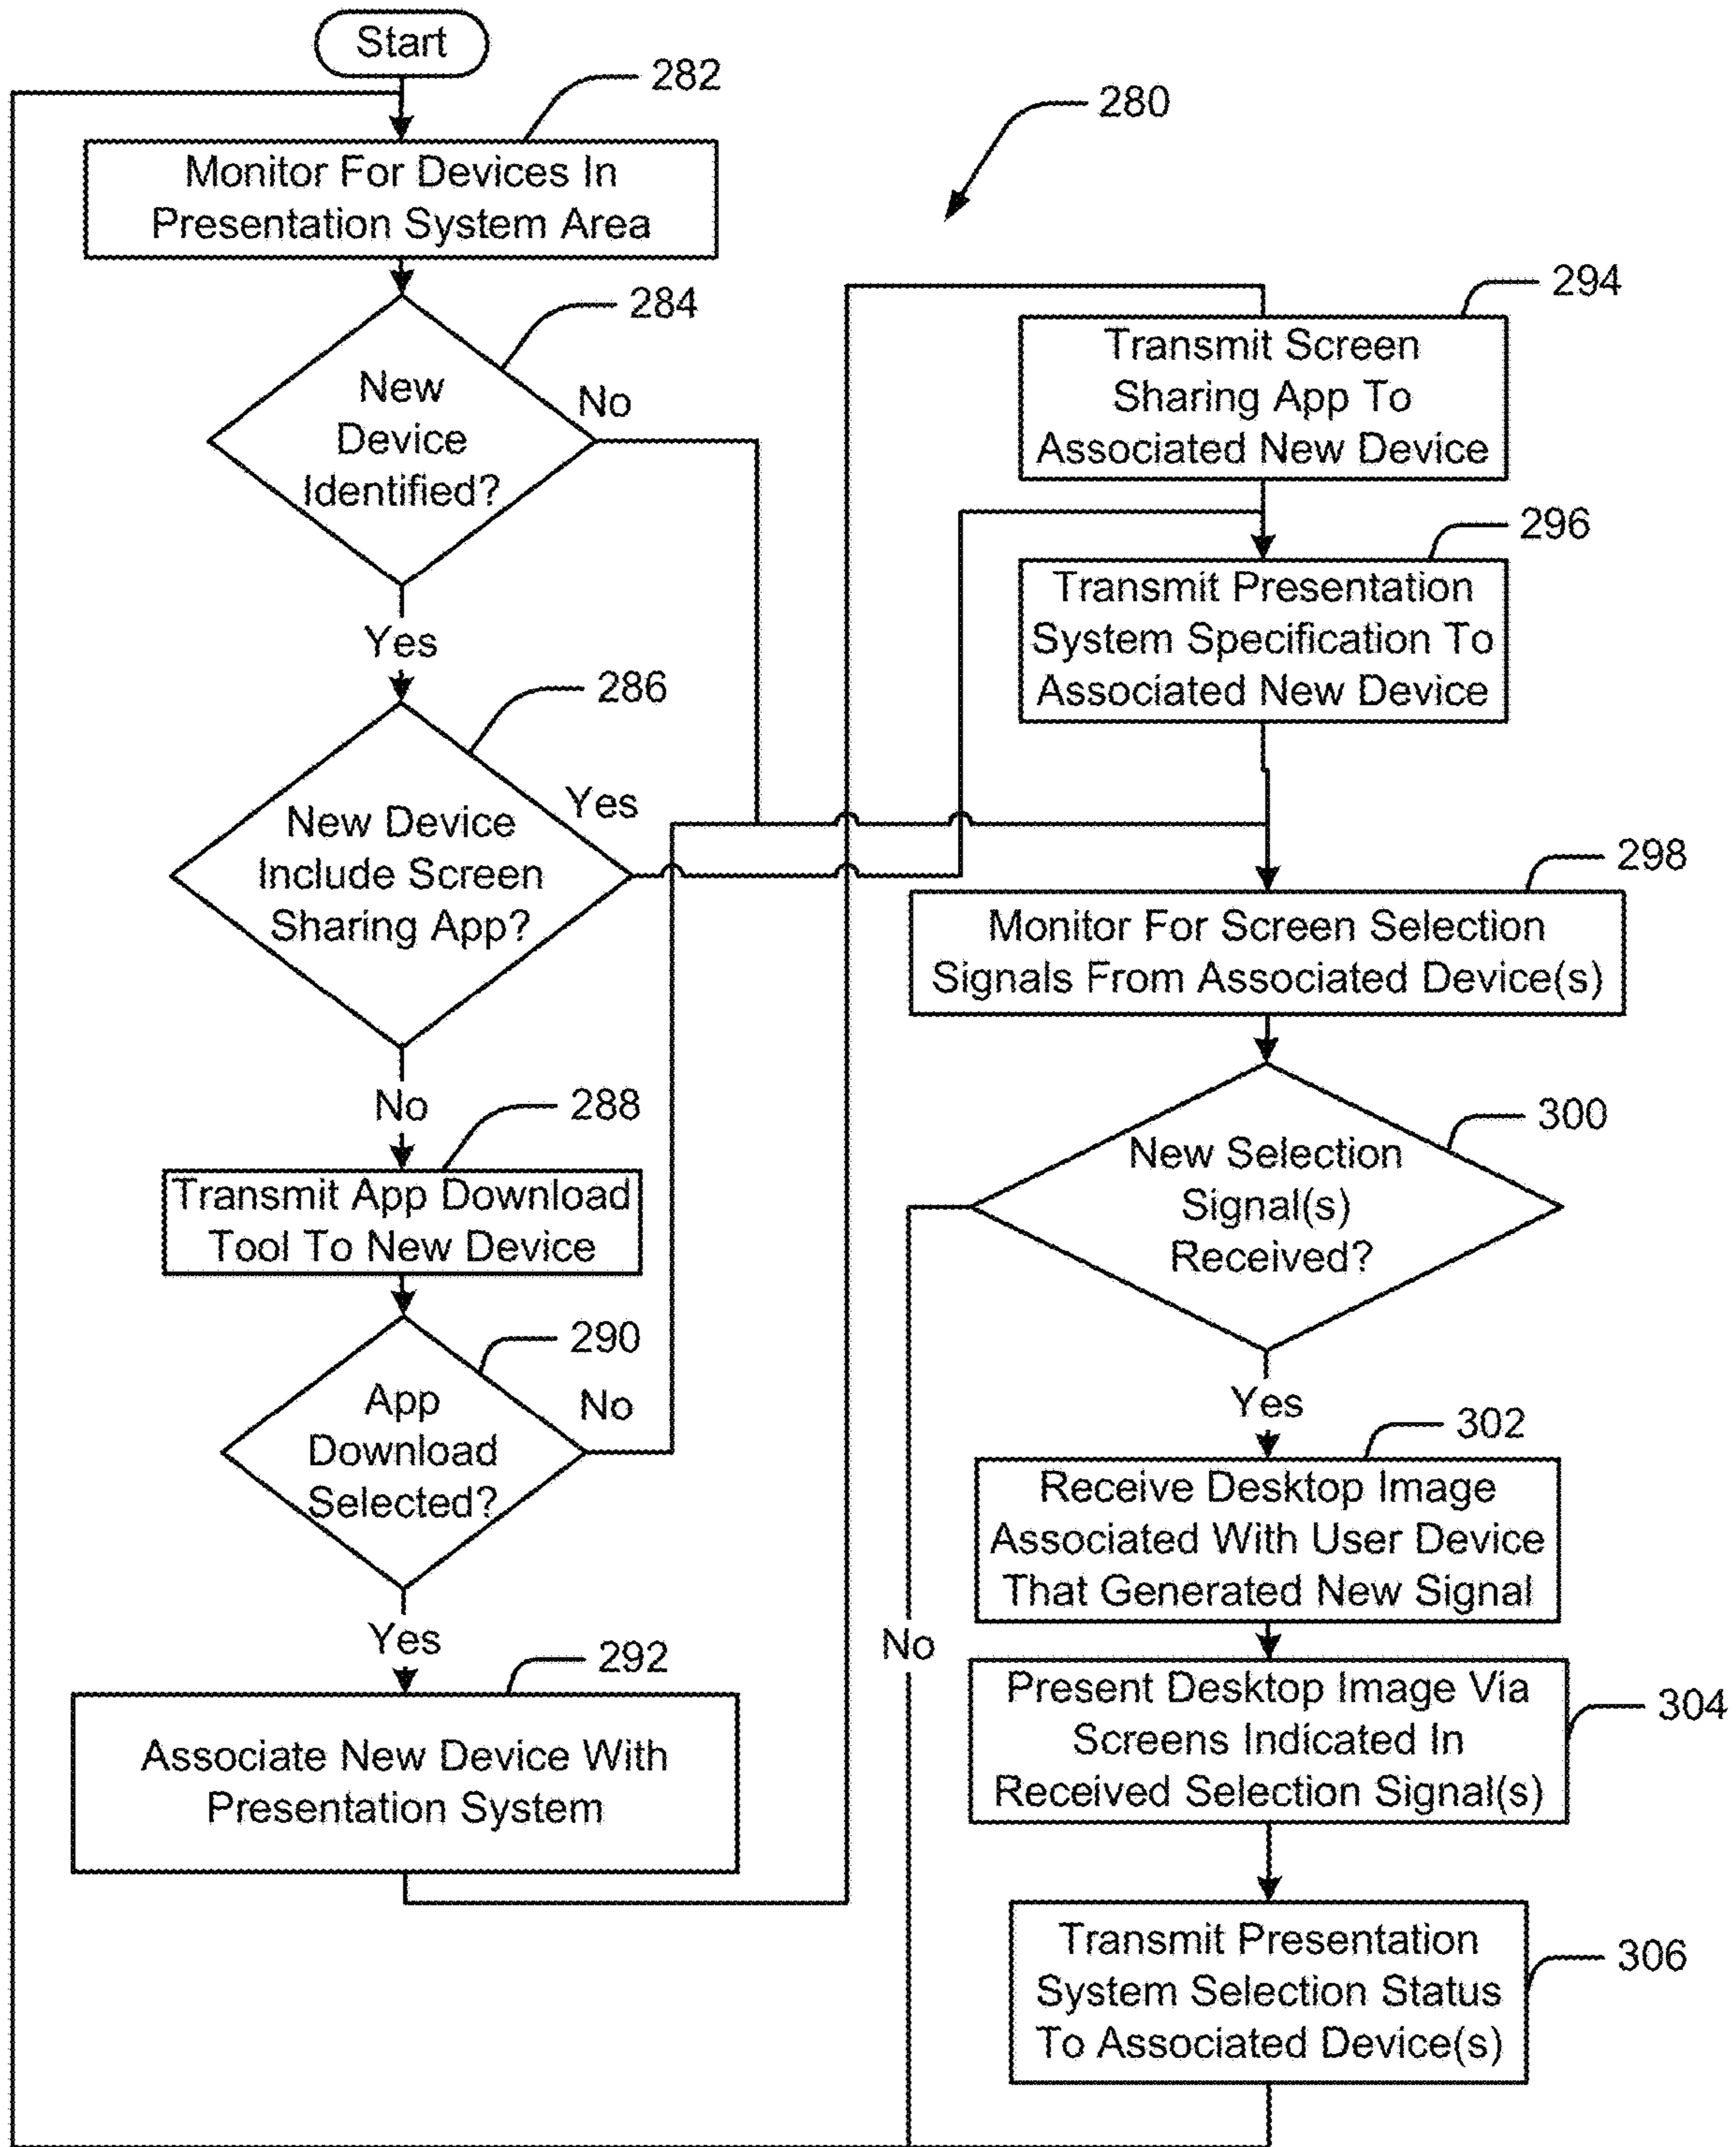 Start
282
280
Monitor For Devices In
Presentation System Area
284
New
Device
Identified?
No
Yes
286
New Device
Include Screen
Sharing App?
Yes
No
288
Transmit App Download
Tool To New Device
290
App
Download
Selected?
No
Yes
292
Associate New Device With
Presentation System
294
Transmit Screen
Sharing App To
Associated New Device
296
Transmit Presentation
System Specification To
Associated New Device
298
Monitor For Screen Selection
Signals From Associated Device(s)
300
New Selection
Signal(s)
Received?
Yes
No
302
Receive Desktop Image
Associated With User Device
That Generated New Signal
304
Present Desktop Image Via
Screens Indicated In
Received Selection Signal(s)
306
Transmit Presentation
System Selection Status
To Associated Device(s)